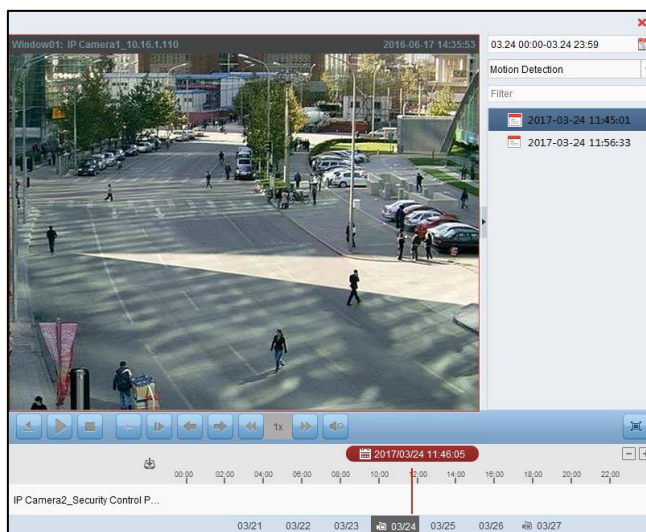 Window01: IP Camera1_10.16.1.110 2016-06-17 14:35:53
03.24 00:00-03.24 23:59
Motion Detection
Filter
2017-03-24 11:45:01
2017-03-24 11:56:33
1x
2017/03/24 11:46:05
00:00 02:00 04:00 06:00 08:00 10:00 12:00 14:00 16:00 18:00 20:00 22:00
IP Camera2_Security Control P...
03/21 03/22 03/23 03/24 03/25 03/26 03/27